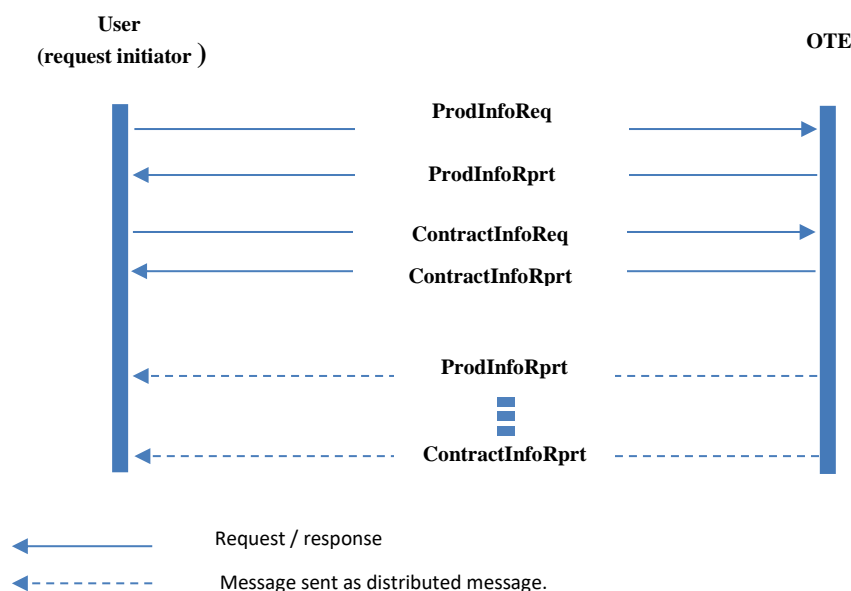 User
(request initiator )
OTE
ProdInfoReq
ProdInfoRprt
ContractInfoReq
ContractInfoRprt
ProdInfoRprt
ContractInfoRprt
Request / response
Message sent as distributed message.